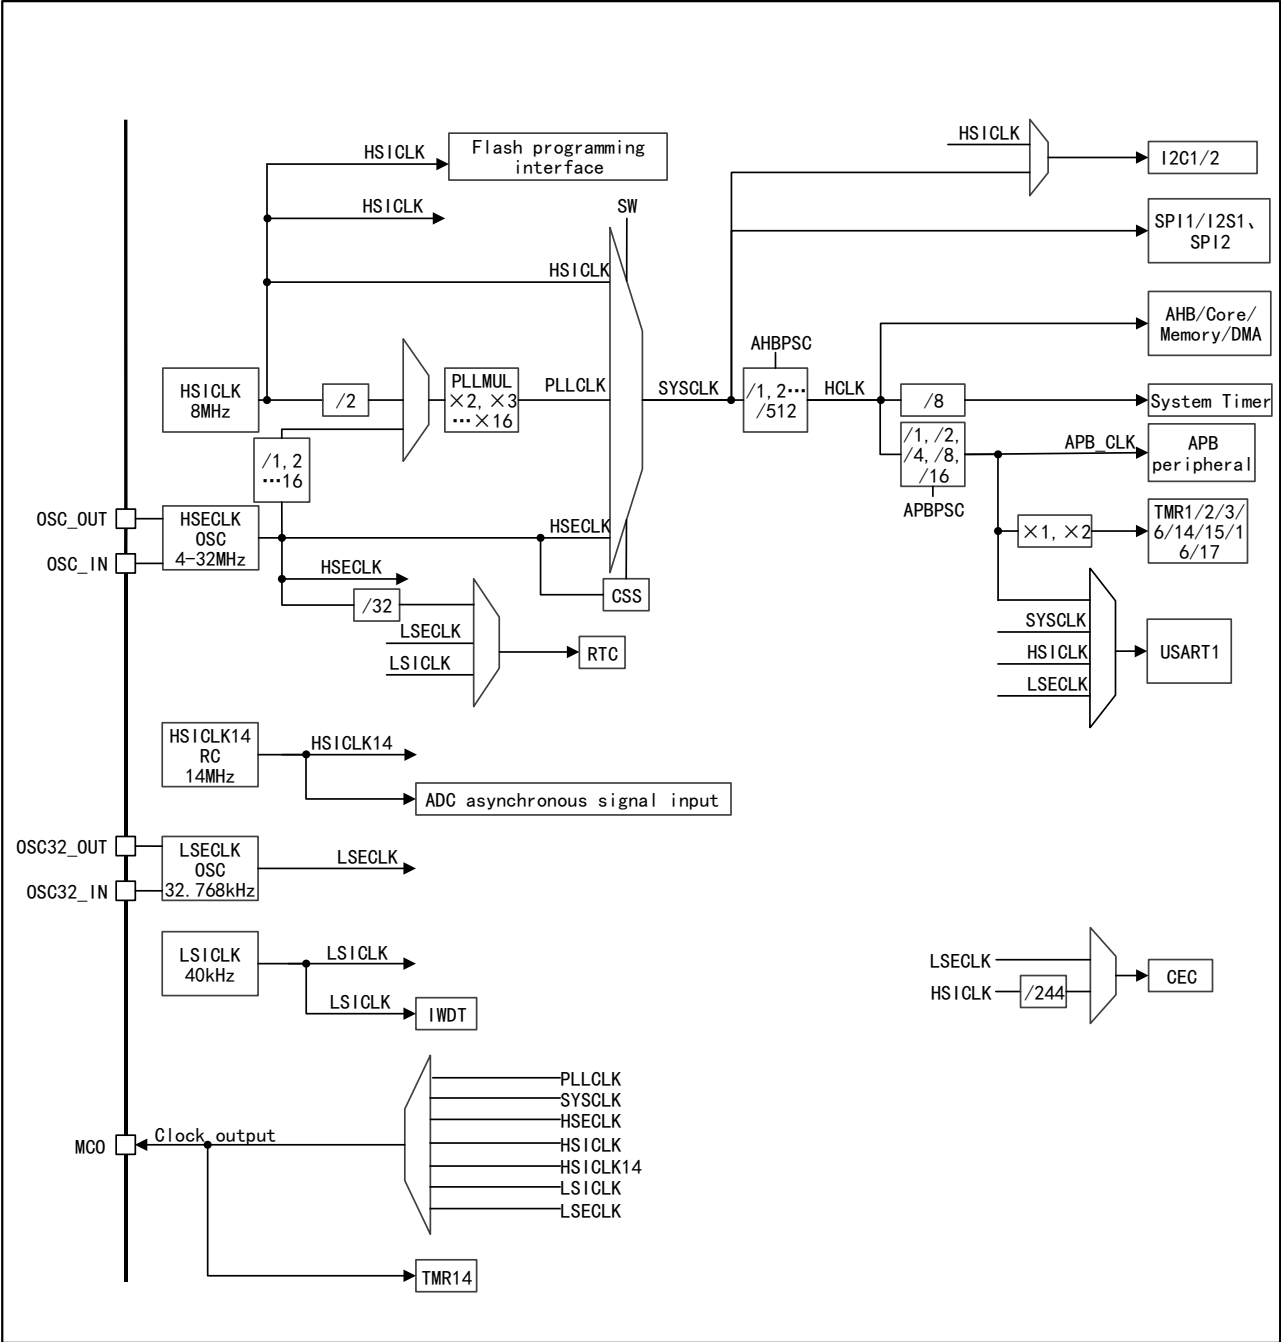 HSICLK
Flash programming
interface
HSICLK
I2C1/2
HSICLK
SW
SPI1/I2S1、
SPI2
HSICLK
AHB/Core/
Memory/DMA
AHBPSC
HSICLK
8MHz
/2
PLLMUL
×2, ×3
…×16
PLLCLK
SYSCLK
/1, 2…
/512
HCLK
/8
System Timer
/1, 2
…16
/1, /2,
/4, /8,
/16
APB_CLK
APB
peripheral
APBPSC
OSC_OUT
OSC_IN
HSECLK
OSC
4-32MHz
HSECLK
×1, ×2
TMR1/2/3/
6/14/15/1
6/17
HSECLK
CSS
/32
LSECLK
LSICLK
RTC
SYSCLK
HSICLK
LSECLK
USART1
HSICLK14
RC
14MHz
HSICLK14
ADC asynchronous signal input
OSC32_OUT
OSC32_IN
LSECLK
OSC
32.768kHz
LSECLK
LSICLK
40kHz
LSICLK
LSICLK
IWDT
LSECLK
HSICLK
/244
CEC
PLLCLK
SYSCLK
HSECLK
HSICLK
HSICLK14
LSICLK
LSECLK
MCO
Clock output
TMR14